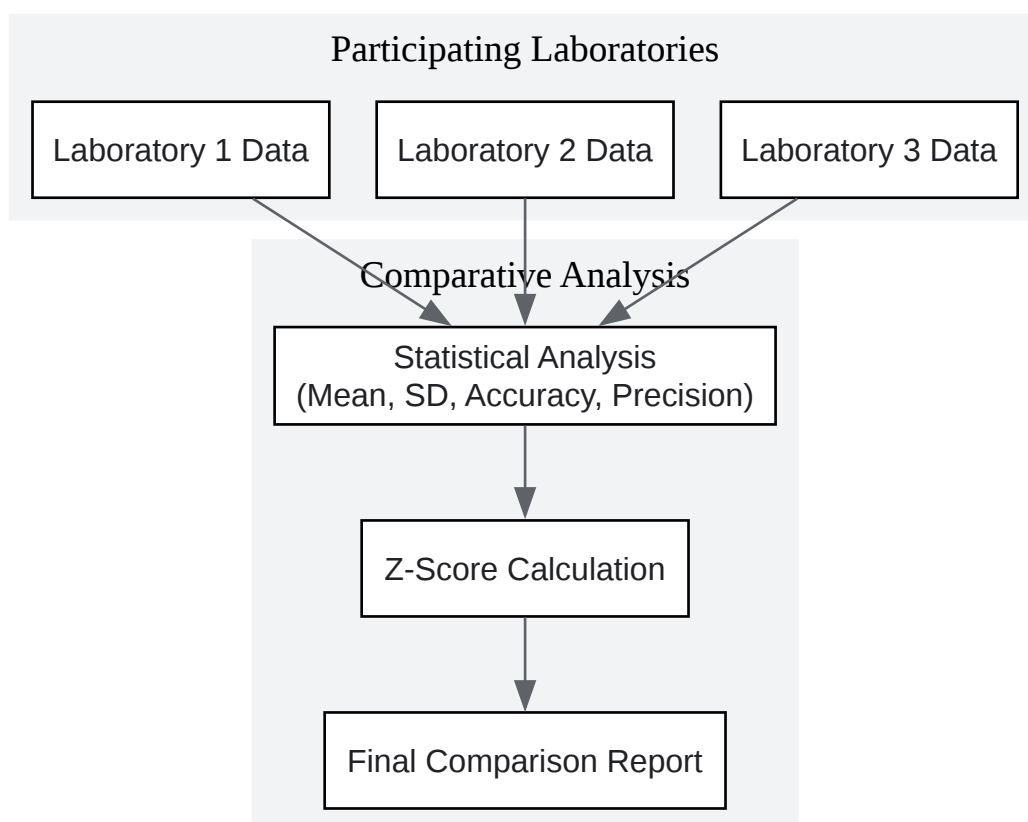 Participating Laboratories
Laboratory 1 Data
Laboratory 2 Data
Laboratory 3 Data
Comparative Analysis
Statistical Analysis
(Mean, SD, Accuracy, Precision)
Z-Score Calculation
Final Comparison Report